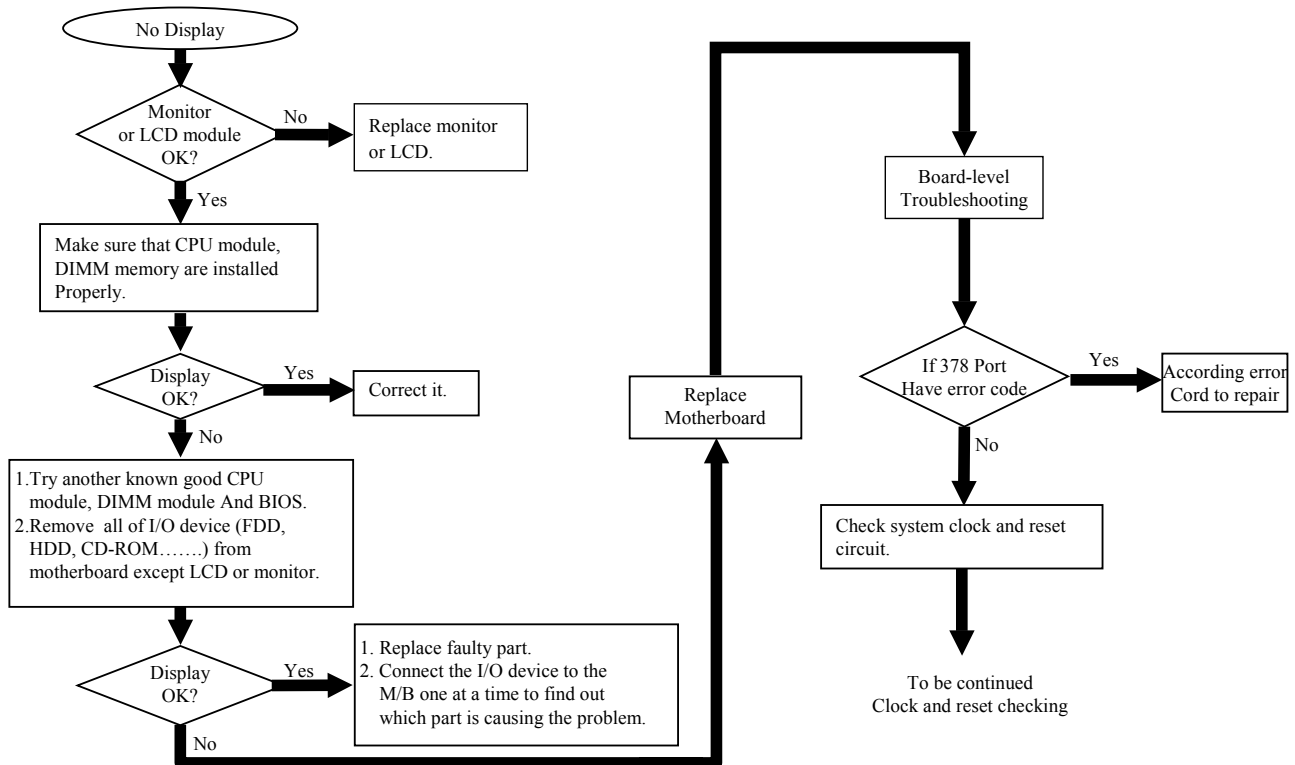 No Display
Monitor
or LCD module
OK?
No
Replace monitor
or LCD.
Yes
Make sure that CPU module,
DIMM memory are installed
Properly.
Display
OK?
Yes
Correct it.
No
1.Try another known good CPU
module, DIMM module And BIOS.
2.Remove all of I/O device (FDD,
HDD, CD-ROM…….) from
motherboard except LCD or monitor.
Display
OK?
Yes
1. Replace faulty part.
2. Connect the I/O device to the
M/B one at a time to find out
which part is causing the problem.
No
Replace
Motherboard
Board-level
Troubleshooting
If 378 Port
Have error code
Yes
According error
Cord to repair
No
Check system clock and reset
circuit.
To be continued
Clock and reset checking